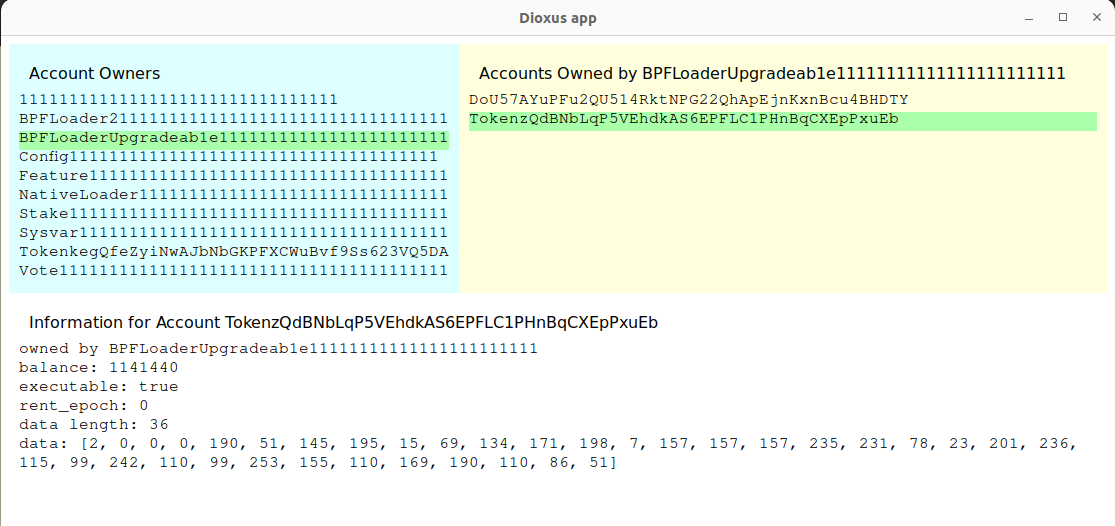 Dioxus app
Account Owners
11111111111111111111111111111111
BPFLoader2111111111111111111111111111111111
BPFLoaderUpgradeab1e11111111111111111111111
Config1111111111111111111111111111111111111
Feature111111111111111111111111111111111111
NativeLoader1111111111111111111111111111111
Stake11111111111111111111111111111111111111
Sysvar1111111111111111111111111111111111111
TokenkegQfeZyiNwAJbNbGKPFXCWuBvf9Ss623VQ5DA
Vote111111111111111111111111111111111111111
Accounts Owned by BPFLoaderUpgradeab1e11111111111111111111111
DoU57AYuPFu2QU514RktNPG22QhApEjnKxnBcu4BHDTY
TokenzQdBNbLqP5VEhdkAS6EPFLC1PHnBqCXEpPxuEb
Information for Account TokenzQdBNbLqP5VEhdkAS6EPFLC1PHnBqCXEpPxuEb
owned by BPFLoaderUpgradeab1e11111111111111111111111
balance: 1141440
executable: true
rent_epoch: 0
data length: 36
data: [2, 0, 0, 0, 190, 51, 145, 195, 15, 69, 134, 171, 198, 7, 157, 157, 157, 235, 231, 78, 23, 201, 236,
115, 99, 242, 110, 99, 253, 155, 110, 169, 190, 110, 86, 51]